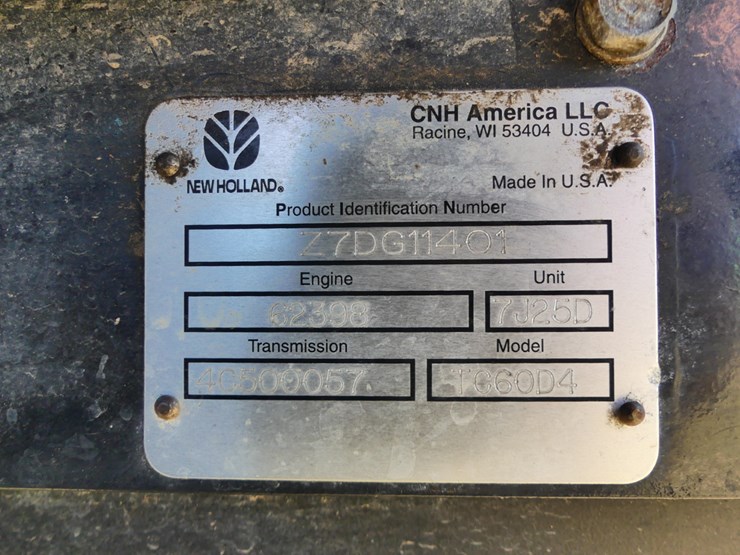 CNH America LLC
Racine, WI 53404 U.S.A.
NEW HOLLAND®
Made In U.S.A.
Product Identification Number
Z7DG11401
Engine Unit
62398 7J25D
Transmission Model
4G500057 TC60D4